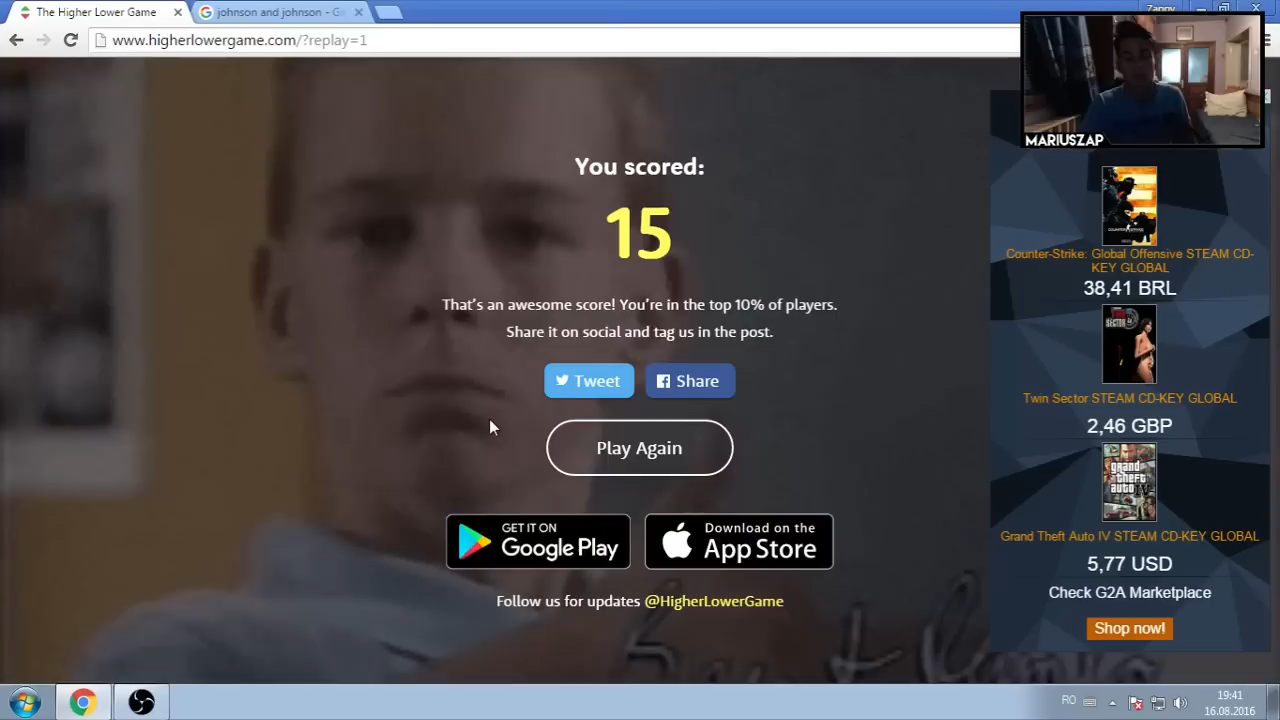 The Higher Lower Game
johnson and johnson - G
Zappy
www.higherlowergame.com/?replay=1
MARIUSZAP
You scored:
15
That's an awesome score! You're in the top 10% of players.
Share it on social and tag us in the post.
Tweet
Share
Play Again
GET IT ON
Google Play
Download on the
App Store
Follow us for updates @HigherLowerGame
Counter-Strike: Global Offensive STEAM CD-
KEY GLOBAL
38,41 BRL
Twin Sector STEAM CD-KEY GLOBAL
2,46 GBP
grand
theft
auto IV
Grand Theft Auto IV STEAM CD-KEY GLOBAL
5,77 USD
Check G2A Marketplace
Shop now!
RO
19:41
16.08.2016